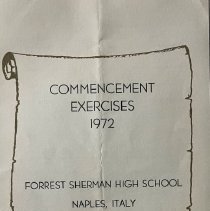 COMMENCEMENT
EXERCISES
1972
FORREST SHERMAN HIGH SCHOOL
NAPLES, ITALY